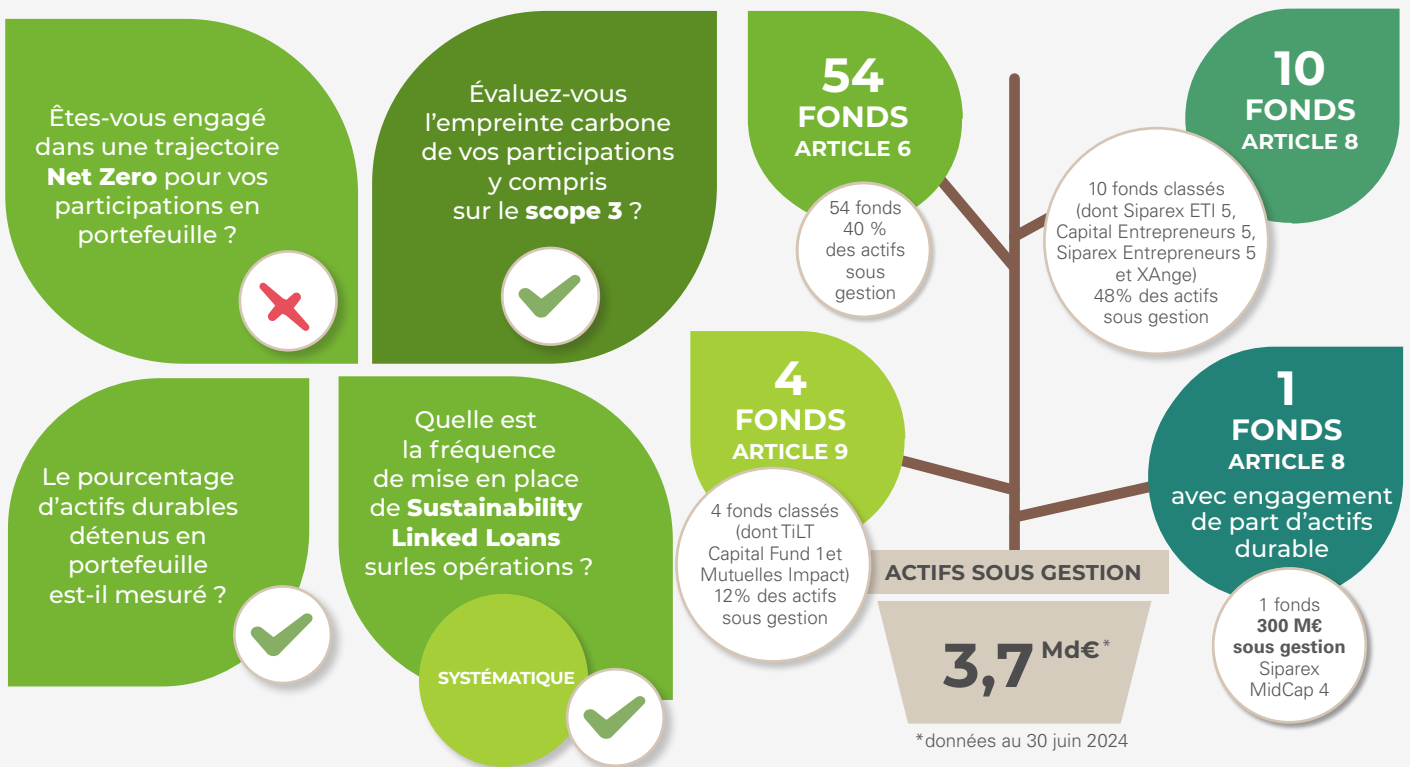 Êtes-vous engagé
dans une trajectoire
Net Zero pour vos
participations en
portefeuille ?
Évaluez-vous
l'empreinte carbone
de vos participations
y compris
sur le scope 3 ?
Le pourcentage
d'actifs durables
détenus en
portefeuille
est-il mesuré ?
Quelle est
la fréquence
de mise en place
de Sustainability
Linked Loans
surles opérations ?
SYSTÉMATIQUE
54
FONDS
ARTICLE 6
54 fonds
40 %
des actifs
sous
gestion
10
FONDS
ARTICLE 8
10 fonds classés
(dont Siparex ETI 5,
Capital Entrepreneurs 5,
Siparex Entrepreneurs 5
et XAnge)
48% des actifs
sous gestion
4
FONDS
ARTICLE 9
4 fonds classés
(dont TiLT
Capital Fund 1et
Mutuelles Impact)
12% des actifs
sous gestion
1
FONDS
ARTICLE 8
avec engagement
de part d'actifs
durable
1 fonds
300 M€
sous gestion
Siparex
MidCap 4
ACTIFS SOUS GESTION
3,7 Md€*
*données au 30 juin 2024